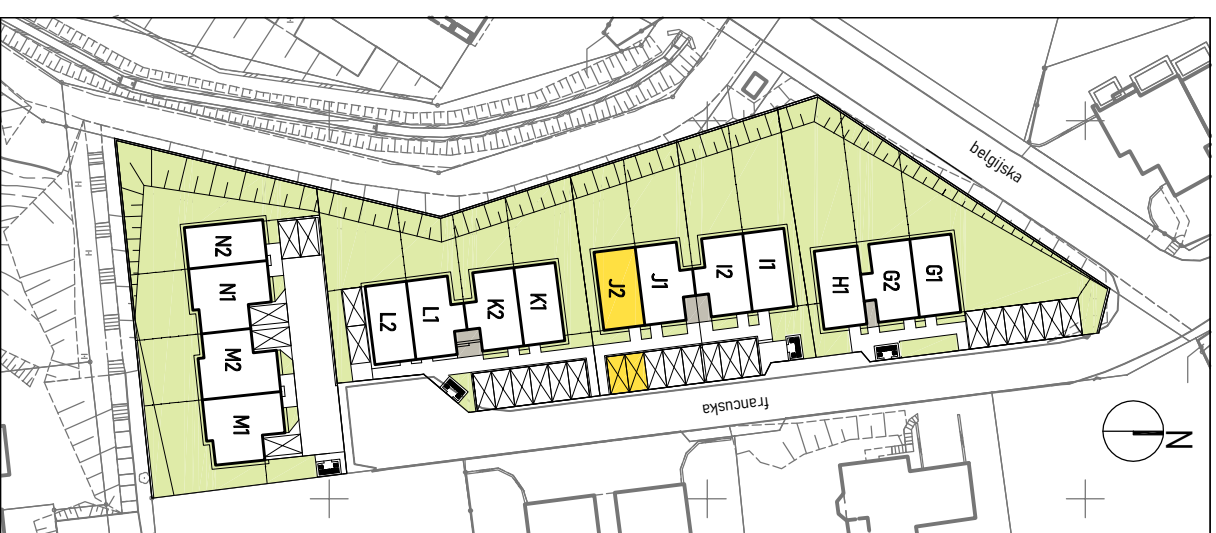 belgijska
N2
N1
M2
M1
L2
L1
K2
K1
J2
J1
I2
I1
H1
G2
G1
francuska
N
H
H
H